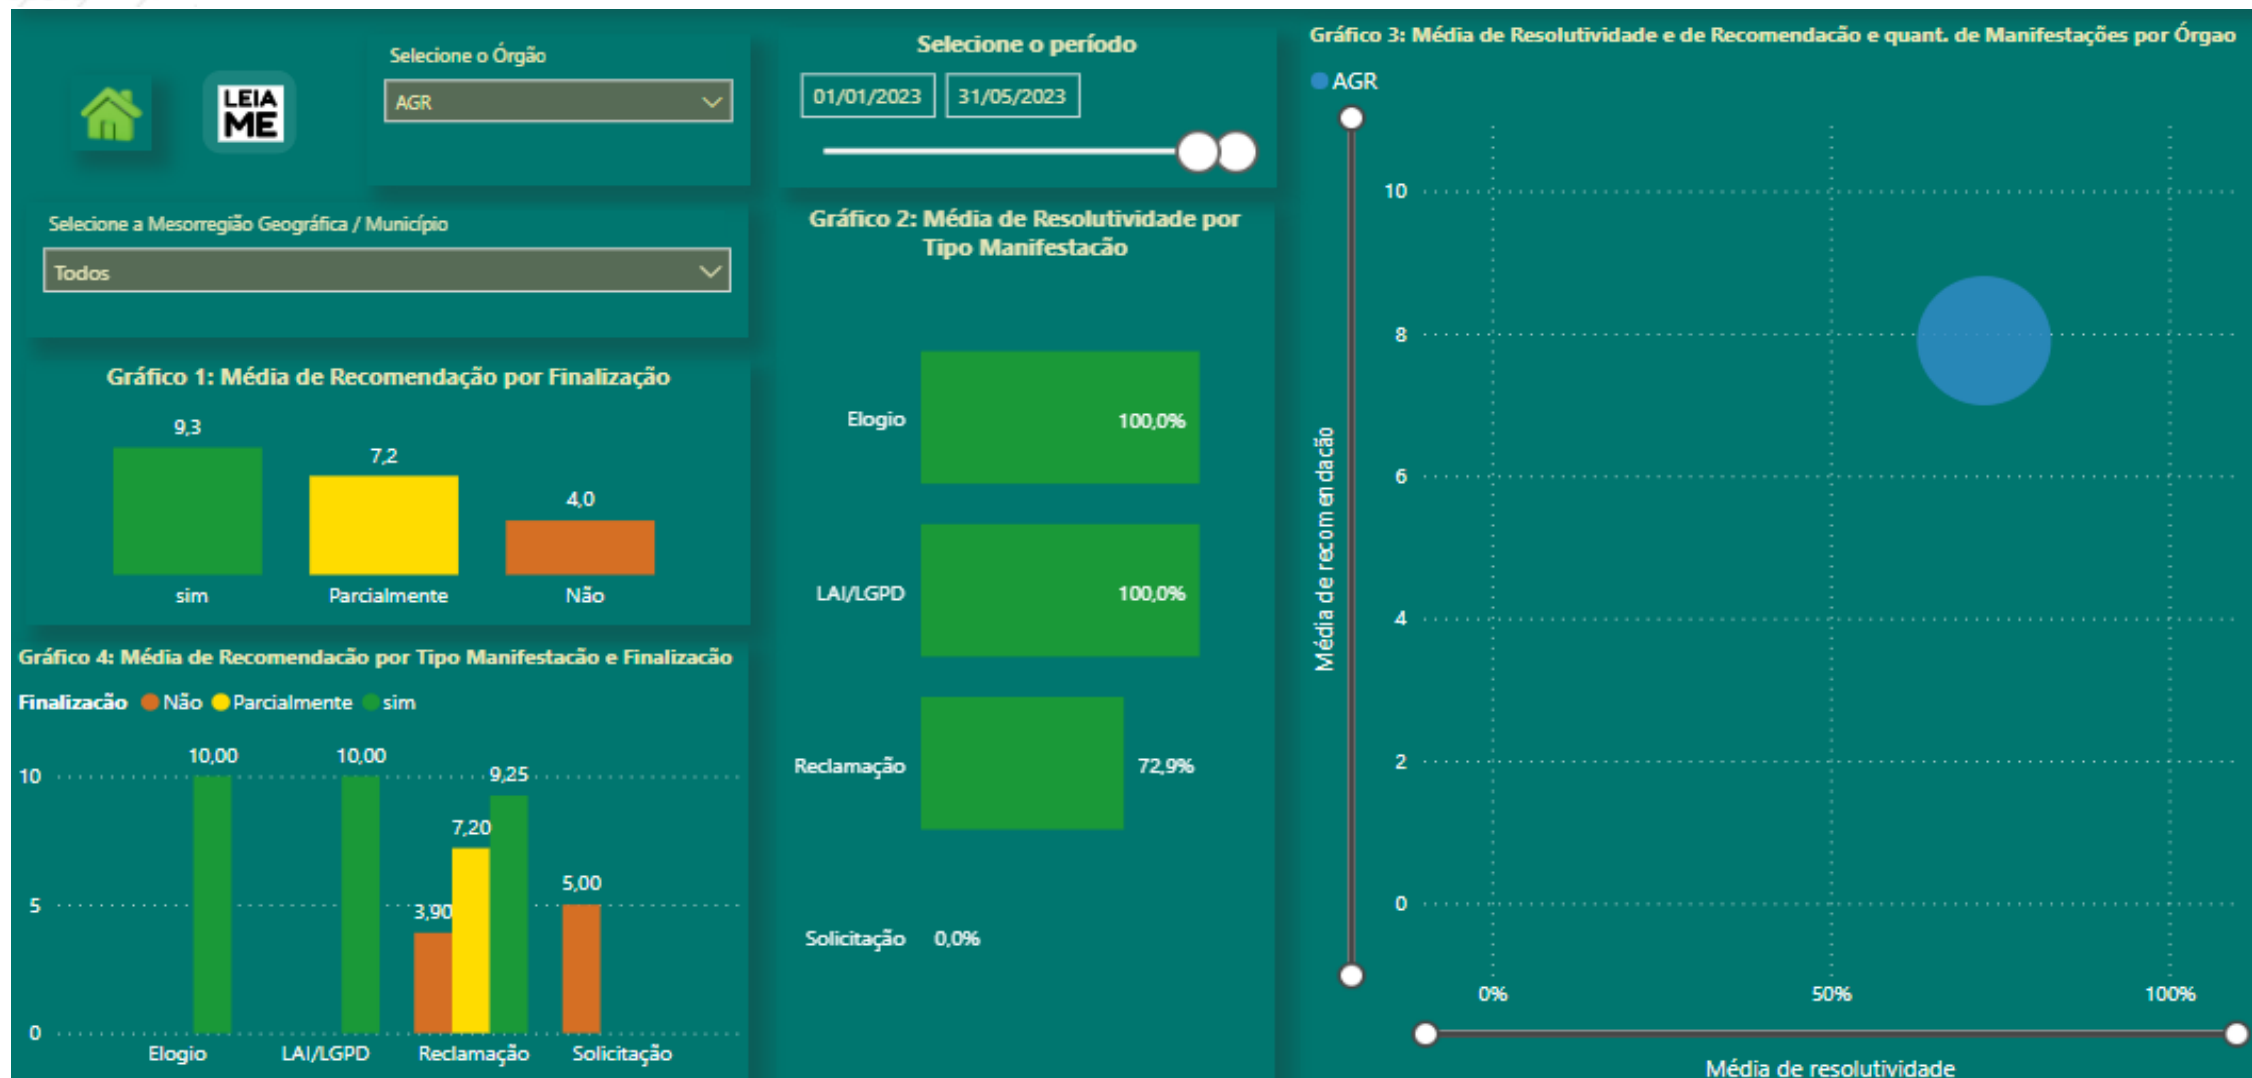 LEIA
ME
Selecione o Órgão
AGR
Selecione o período
01/01/2023
31/05/2023
Selecione a Mesorregião Geográfica / Município
Todos
Gráfico 1: Média de Recomendação por Finalização
9,3
7,2
4,0
sim
Parcialmente
Não
Gráfico 4: Média de Recomendacão por Tipo Manifestacão e Finalizacão
Finalizacão Não Parcialmente sim
10
5
0
10,00
10,00
9,25
7,20
3,90
5,00
Elogio
LAI/LGPD
Reclamação
Solicitação
Gráfico 2: Média de Resolutividade por
Tipo Manifestacão
Elogio
100,0%
LAI/LGPD
100,0%
Reclamação
72,9%
Solicitação
0,0%
Gráfico 3: Média de Resolutividade e de Recomendacão e quant. de Manifestações por Órgao
AGR
Média de recomendacão
10
8
6
4
2
0
0%
50%
100%
Média de resolutividade